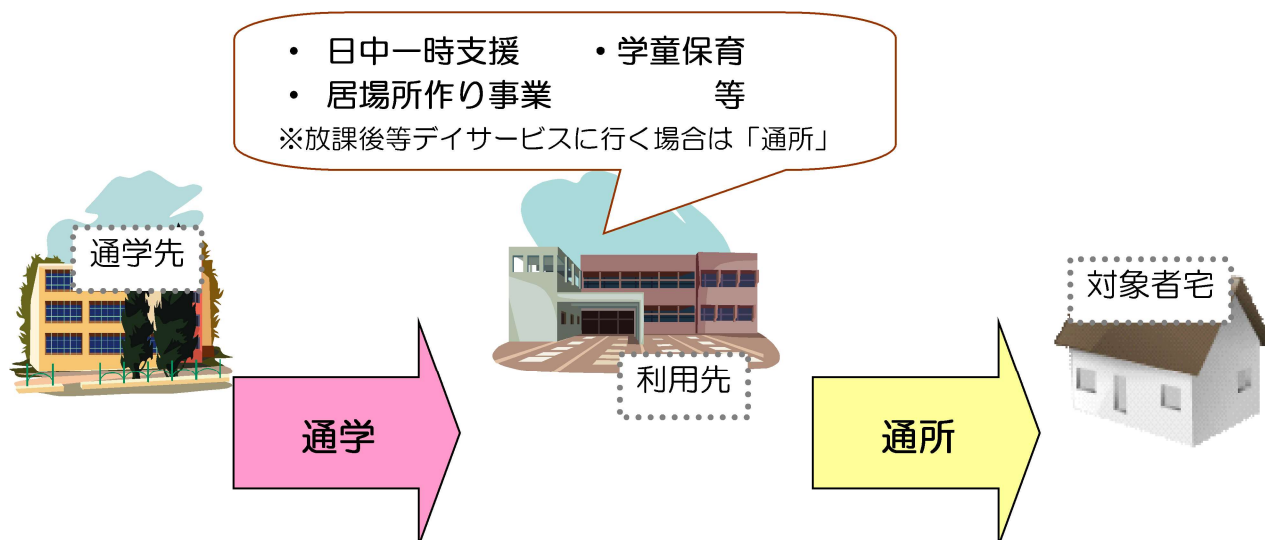 ・ 日中一時支援 ・学童保育
・ 居場所作り事業 等
※放課後等デイサービスに行く場合は「通所」
通学先
対象者宅
利用先
通学
通所